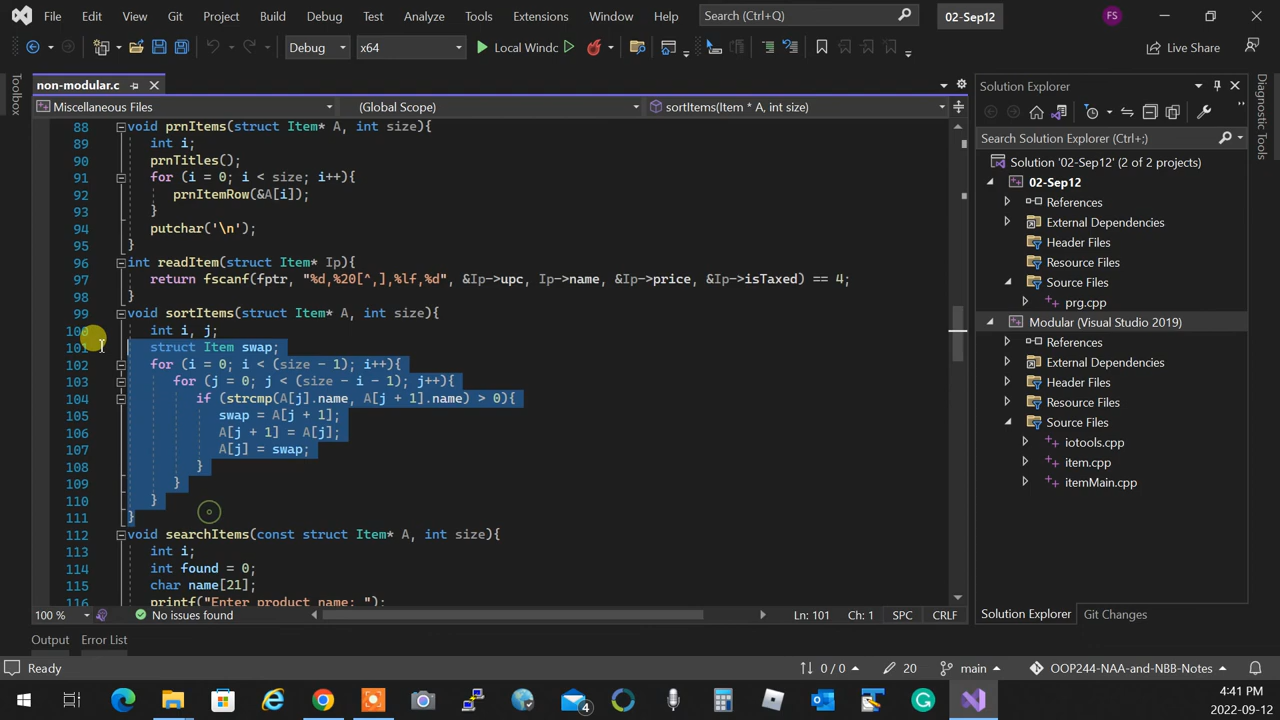 File Edit View Git Project Build Debug Test Analyze Tools Extensions Window Help Search (Ctrl+Q) 02-Sep12 FS
Debug x64 Local Windc Live Share
Toolbox
non-modular.c
Miscellaneous Files (Global Scope) sortItems(Item * A, int size)
88 void prnItems(struct Item* A, int size){
89 int i;
90 prnTitles();
91 for (i = 0; i < size; i++){
92 prnItemRow(&A[i]);
93 }
94 putchar('\n');
95 }
96 int readItem(struct Item* Ip){
97 return fscanf(fptr, "%d,%20[^,],%lf,%d", &Ip->upc, Ip->name, &Ip->price, &Ip->isTaxed) == 4;
98 }
99 void sortItems(struct Item* A, int size){
100 int i, j;
101 struct Item swap;
102 for (i = 0; i < (size - 1); i++){
103 for (j = 0; j < (size - i - 1); j++){
104 if (strcmp(A[j].name, A[j + 1].name) > 0){
105 swap = A[j + 1];
106 A[j + 1] = A[j];
107 A[j] = swap;
108 }
109 }
110 }
111 }
112 void searchItems(const struct Item* A, int size){
113 int i;
114 int found = 0;
115 char name[21];
116 printf("Enter product name: ");
100 % No issues found Ln: 101 Ch: 1 SPC CRLF
Output Error List
Solution Explorer
Search Solution Explorer (Ctrl+;)
Solution '02-Sep12' (2 of 2 projects)
02-Sep12
References
External Dependencies
Header Files
Resource Files
Source Files
prg.cpp
Modular (Visual Studio 2019)
References
External Dependencies
Header Files
Resource Files
Source Files
iotools.cpp
item.cpp
itemMain.cpp
Solution Explorer Git Changes
Diagnostic Tools
Ready 0 / 0 20 main OOP244-NAA-and-NBB-Notes
4
4:41 PM
2022-09-12